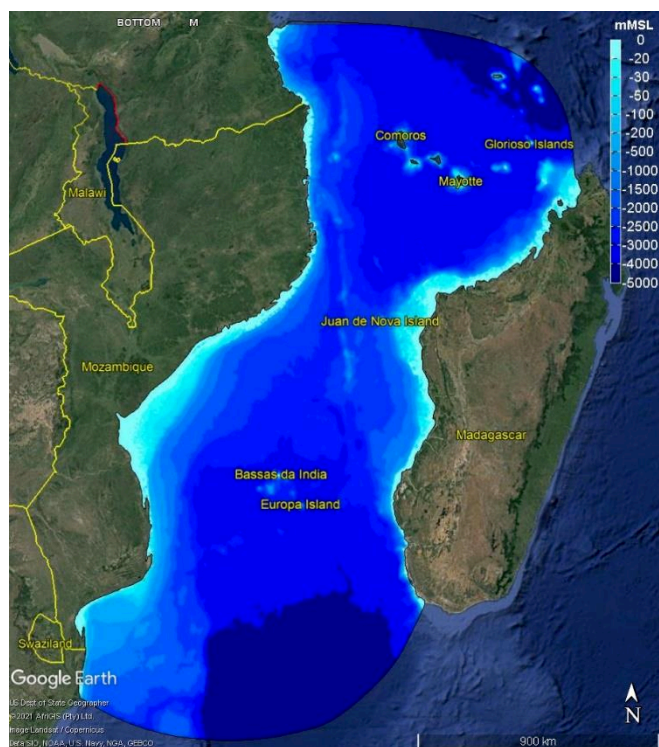 BOTTOM M
mMSL
0
-20
-30
-50
-100
-200
-500
-1000
-1500
-2000
-2500
-3000
-4000
-5000
Comoros
Glorioso Islands
Mayotte
Malawi
Juan de Nova Island
Mozambique
Madagascar
Bassas da India
Europa Island
Swaziland
Google Earth
US Dept of State Geographer
©2021 AfriGIS (Pty) Ltd.
Image Landsat / Copernicus
Data SIO, NOAA, U.S. Navy, NGA, GEBCO
N
900 km